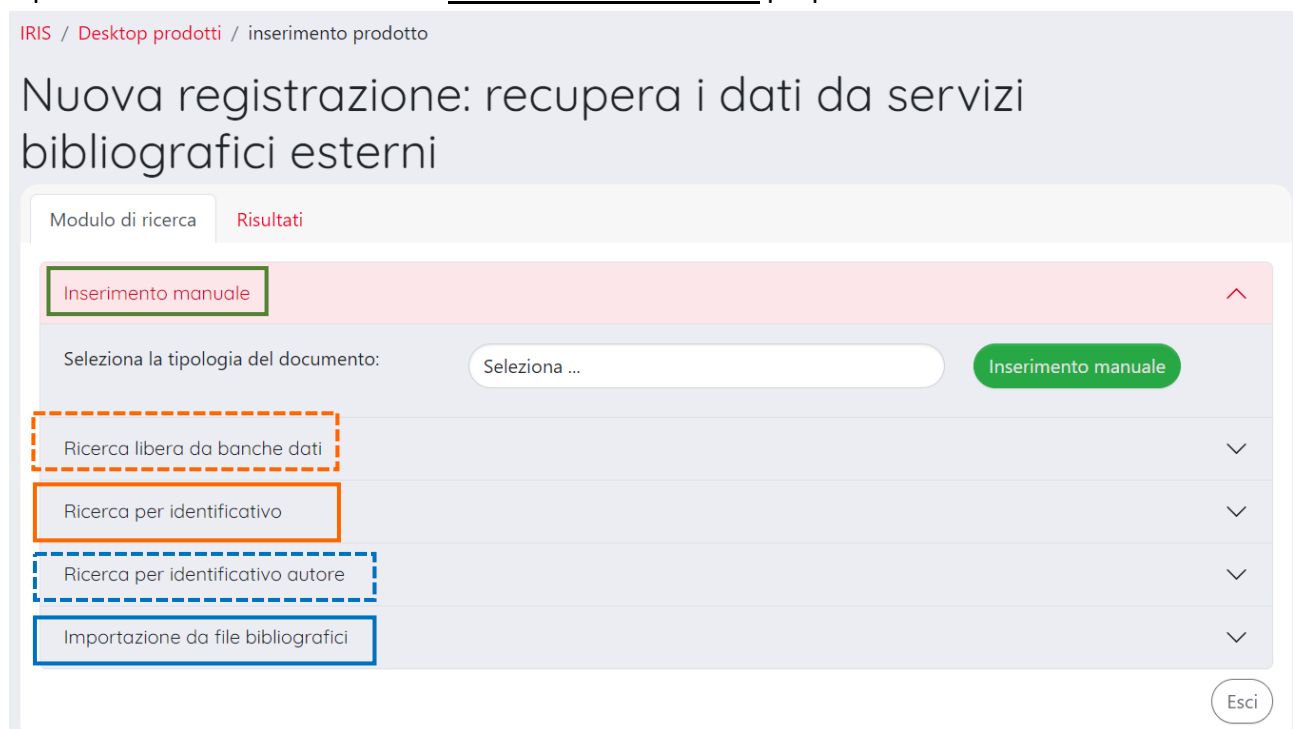 IRIS / Desktop prodotti / inserimento prodotto
Nuova registrazione: recupera i dati da servizi
bibliografici esterni
Modulo di ricerca Risultati
Inserimento manuale
Seleziona la tipologia del documento: Seleziona ... Inserimento manuale
Ricerca libera da banche dati
Ricerca per identificativo
Ricerca per identificativo autore
Importazione da file bibliografici
Esci